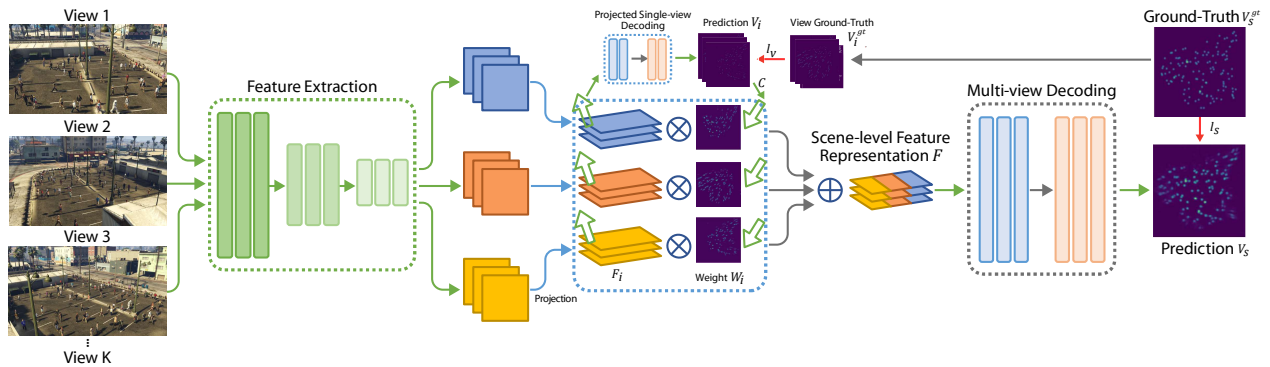 View 1
View 2
View 3
⋮
View K
Feature Extraction
Projection
Projected Single-view
Decoding
Prediction V_i
View Ground-Truth
V_i^{gt}
l_v
C
F_i
Weight W_i
Scene-level Feature
Representation F
Multi-view Decoding
Ground-Truth V_s^{gt}
l_s
Prediction V_s